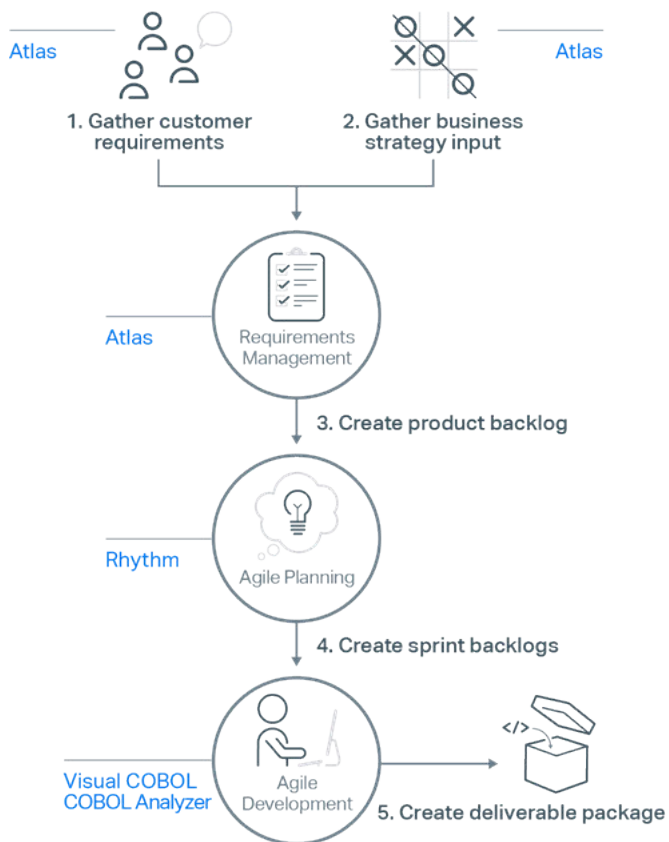 Atlas
Atlas
1. Gather customer
requirements
2. Gather business
strategy input
Requirements
Management
Atlas
3. Create product backlog
Agile Planning
Rhythm
4. Create sprint backlogs
</>
Agile
Development
Visual COBOL
COBOL Analyzer
5. Create deliverable package